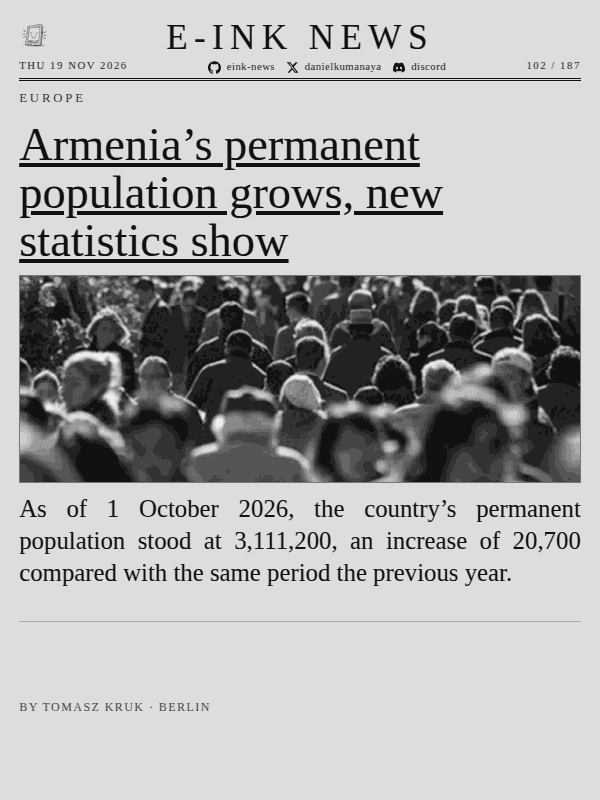 E-INK NEWS
THU 19 NOV 2026
eink-news danielkumanaya discord
102 / 187
EUROPE
Armenia’s permanent
population grows, new
statistics show
As of 1 October 2026, the country’s permanent
population stood at 3,111,200, an increase of 20,700
compared with the same period the previous year.
BY TOMASZ KRUK · BERLIN